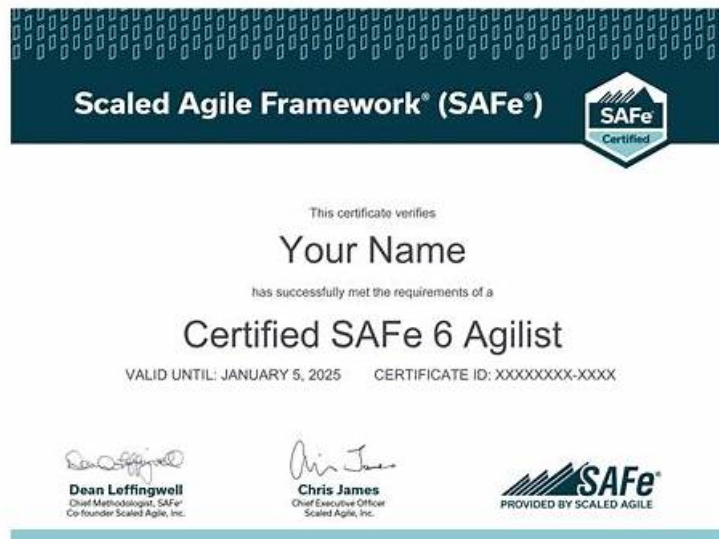 Scaled Agile Framework® (SAFe®)
SAFe®
Certified
This certificate verifies
Your Name
has successfully met the requirements of a
Certified SAFe 6 Agilist
VALID UNTIL: JANUARY 5, 2025 CERTIFICATE ID: XXXXXXXX-XXXX
Dean Leffingwell
Chief Methodologist, SAFe®
Co-founder Scaled Agile, Inc.
Chris James
Chief Executive Officer
Scaled Agile, Inc.
SAFe®
PROVIDED BY SCALED AGILE